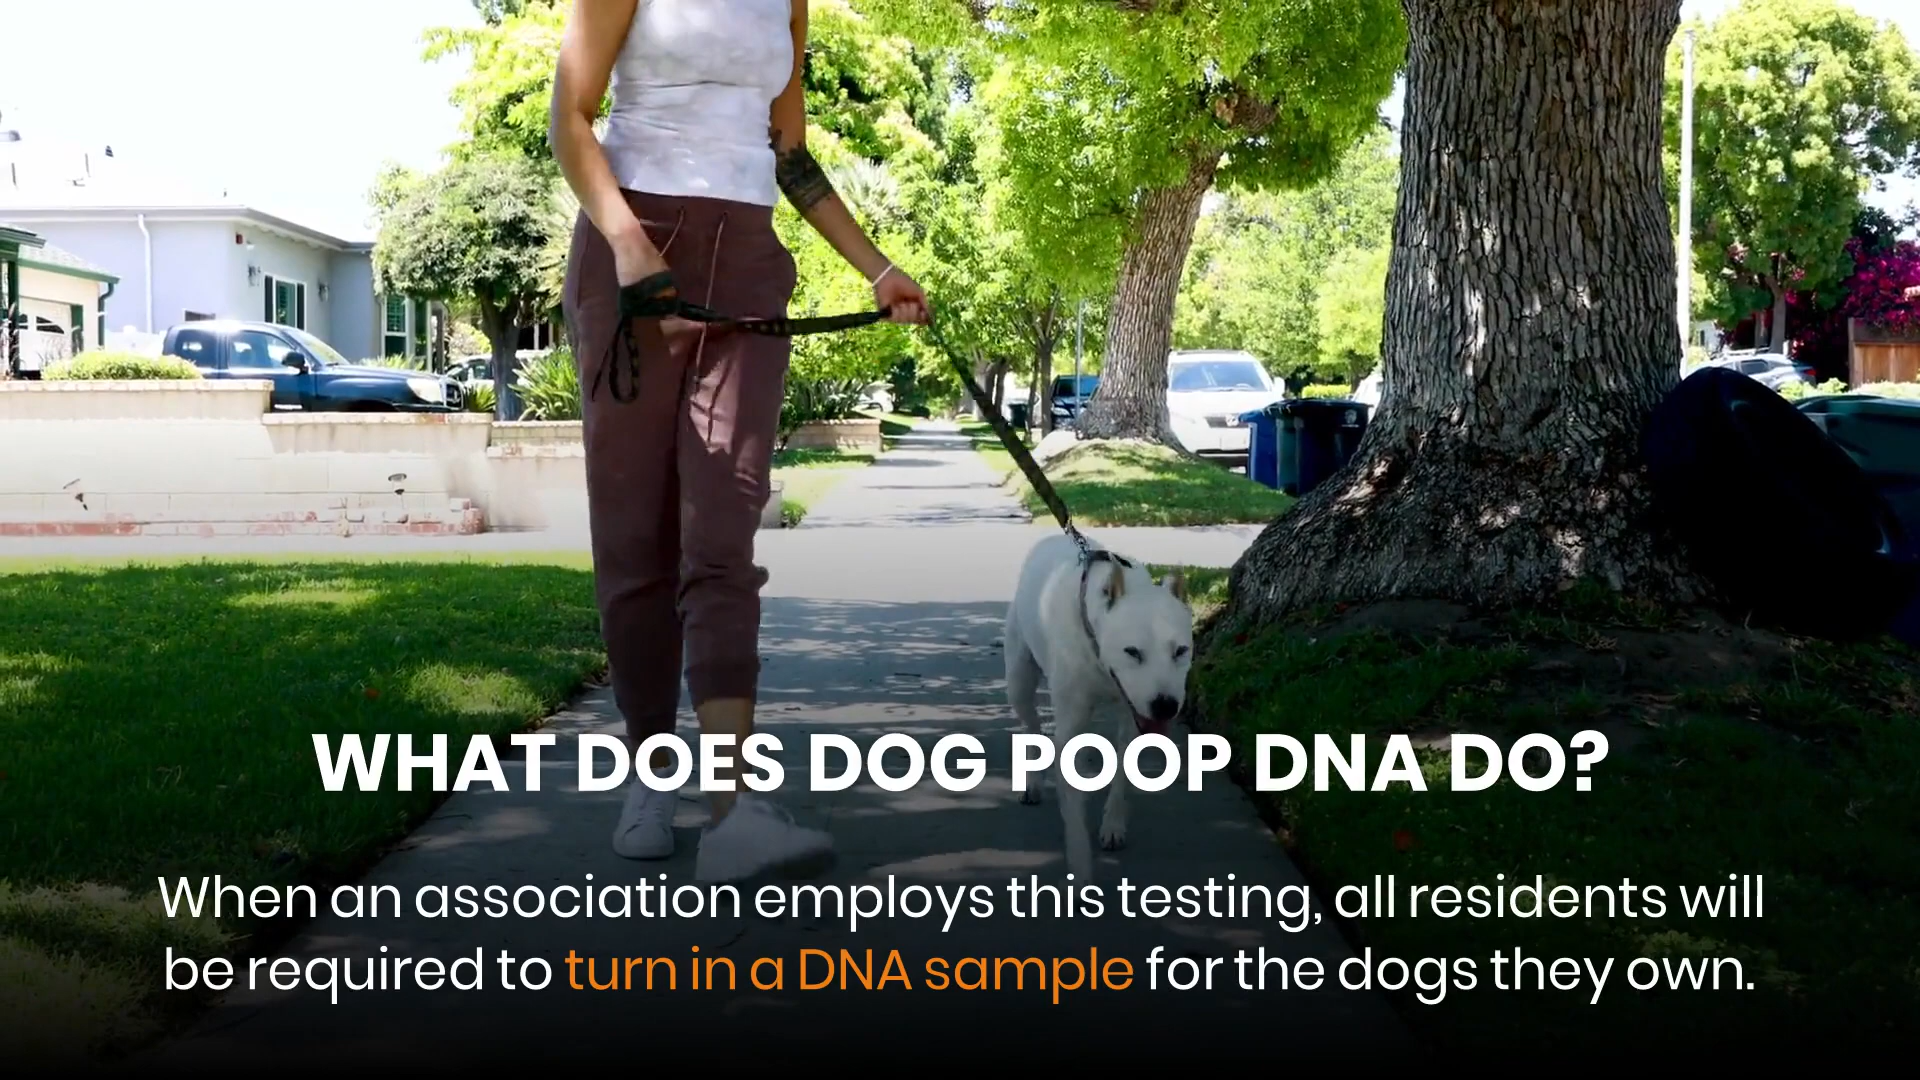 WHAT DOES DOG POOP DNA DO?
When an association employs this testing, all residents will
be required to turn in a DNA sample for the dogs they own.